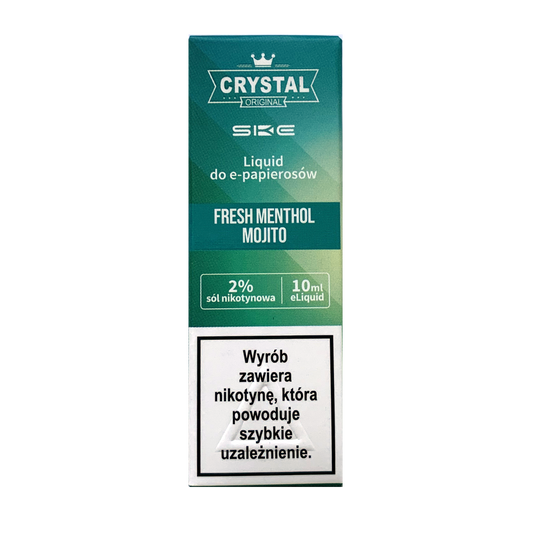 CRYSTAL
ORIGINAL
SKE
Liquid
do e-papierosów
FRESH MENTHOL
MOJITO
2%
sól nikotynowa
10ml
eLiquid
Wyrób
zawiera
nikotynę, która
powoduje
szybkie
uzależnienie.